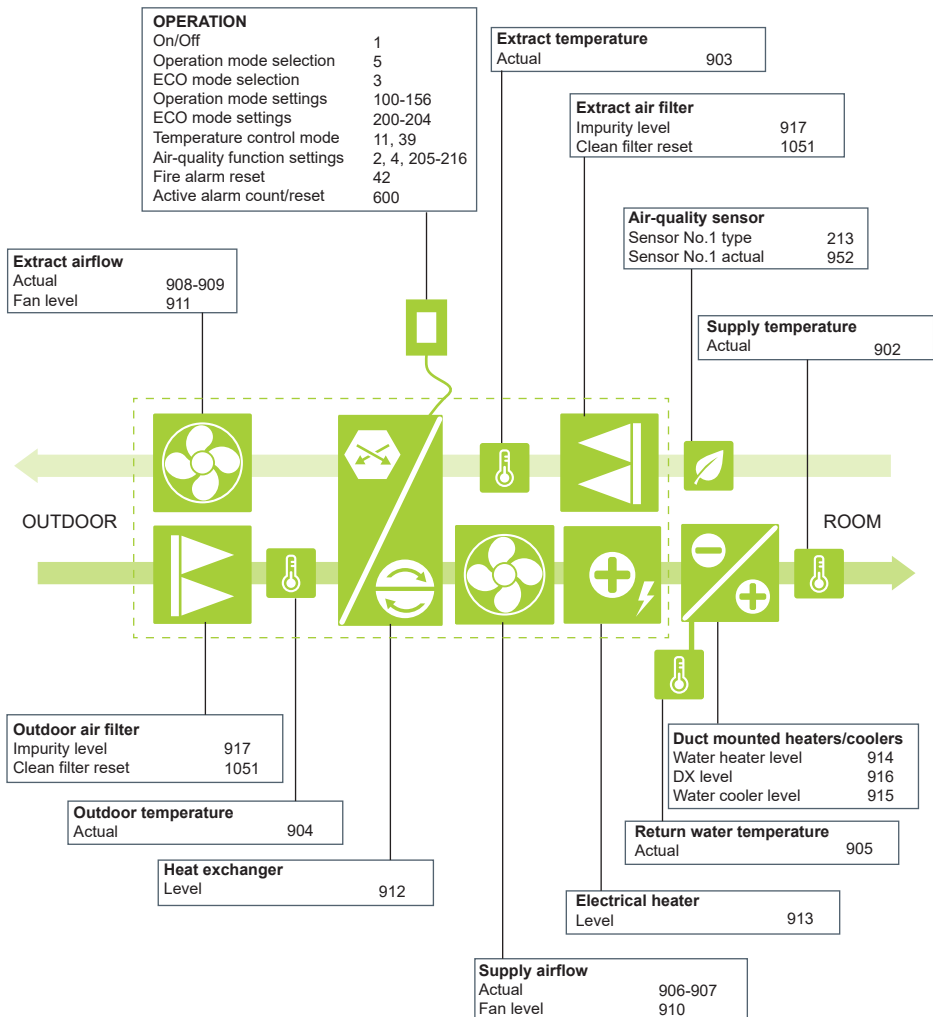 OPERATION
On/Off 1
Operation mode selection 5
ECO mode selection 3
Operation mode settings 100-156
ECO mode settings 200-204
Temperature control mode 11, 39
Air-quality function settings 2, 4, 205-216
Fire alarm reset 42
Active alarm count/reset 600
Extract temperature
Actual 903
Extract air filter
Impurity level 917
Clean filter reset 1051
Air-quality sensor
Sensor No.1 type 213
Sensor No.1 actual 952
Extract airflow
Actual 908-909
Fan level 911
Supply temperature
Actual 902
OUTDOOR
ROOM
Outdoor air filter
Impurity level 917
Clean filter reset 1051
Duct mounted heaters/coolers
Water heater level 914
DX level 916
Water cooler level 915
Outdoor temperature
Actual 904
Return water temperature
Actual 905
Heat exchanger
Level 912
Electrical heater
Level 913
Supply airflow
Actual 906-907
Fan level 910